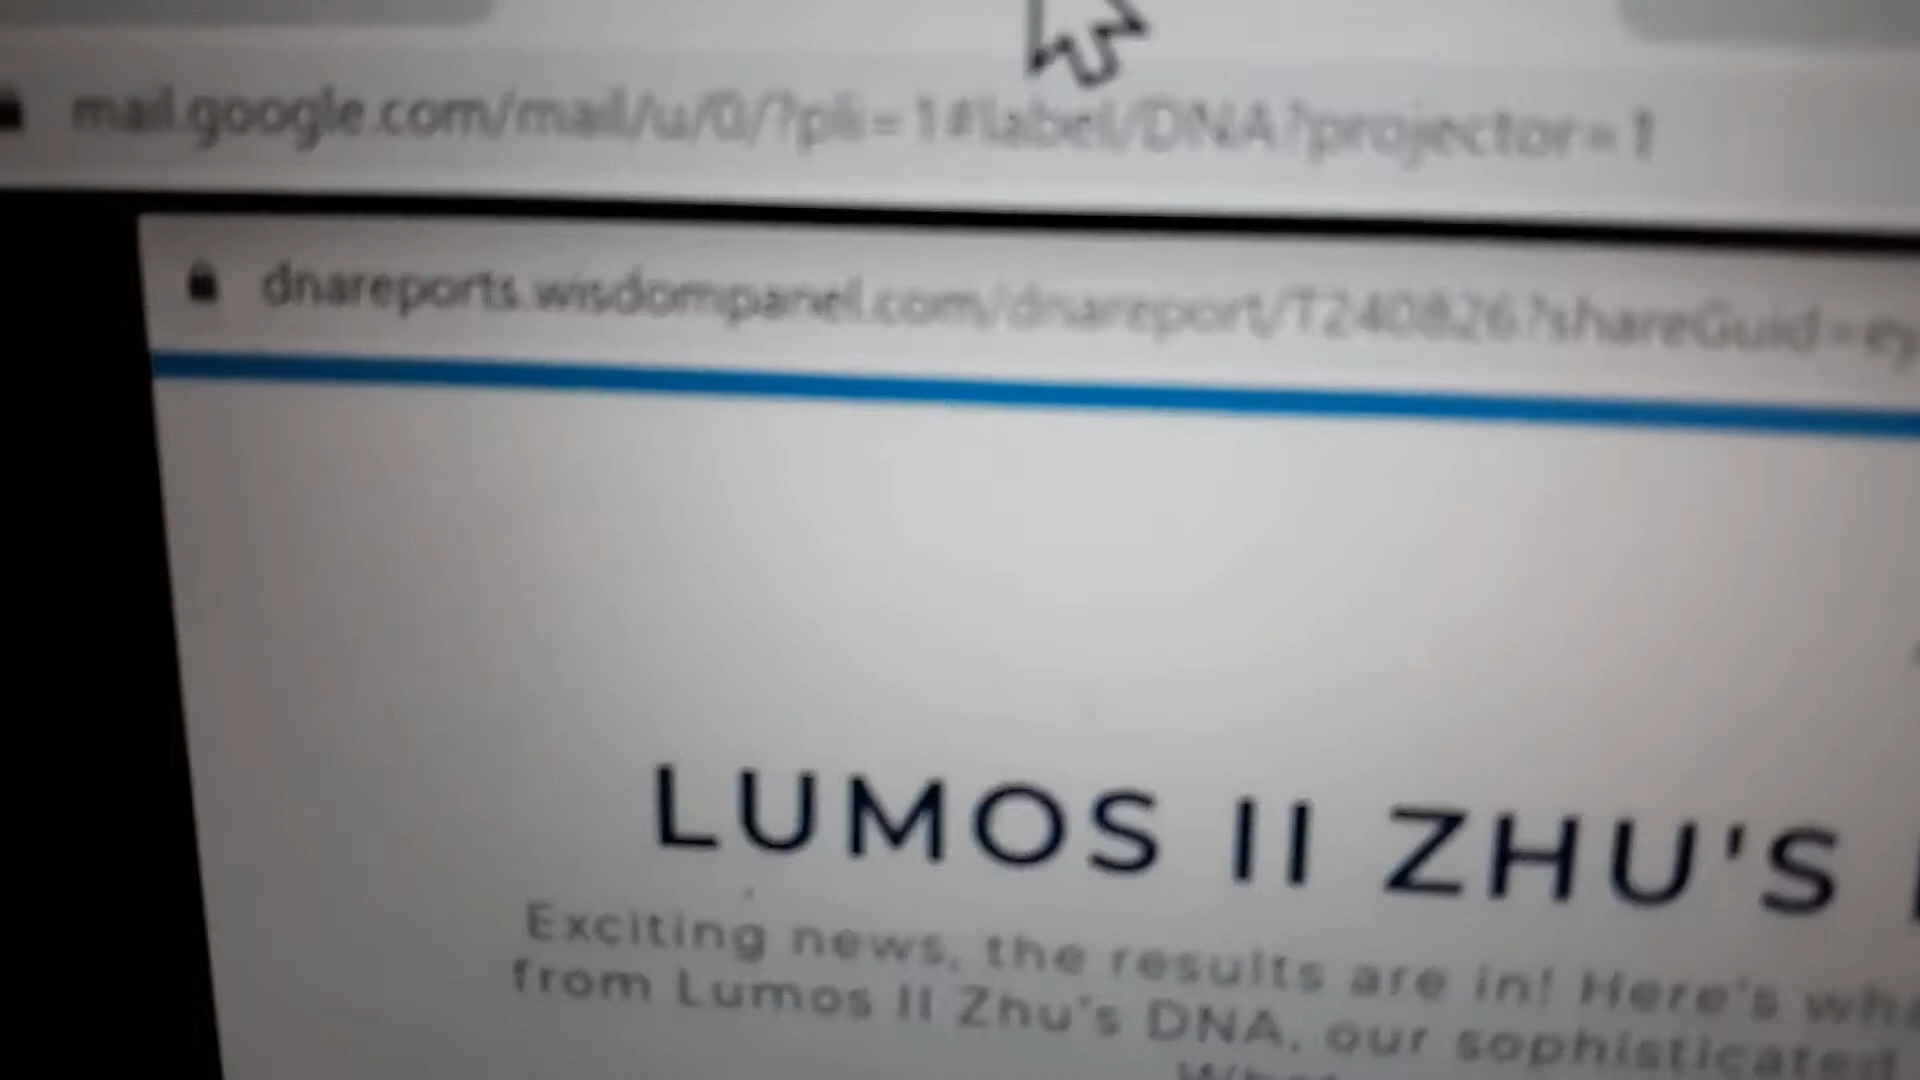 mail.google.com/mail/u/0/?pli=1#label/DNA?projector=1
dnareports.wisdompanel.com/dnareport/T240826?shareGuid=ey
LUMOS II ZHU'S
Exciting news, the results are in! Here's
from Lumos II Zhu's DNA, our sophisticated